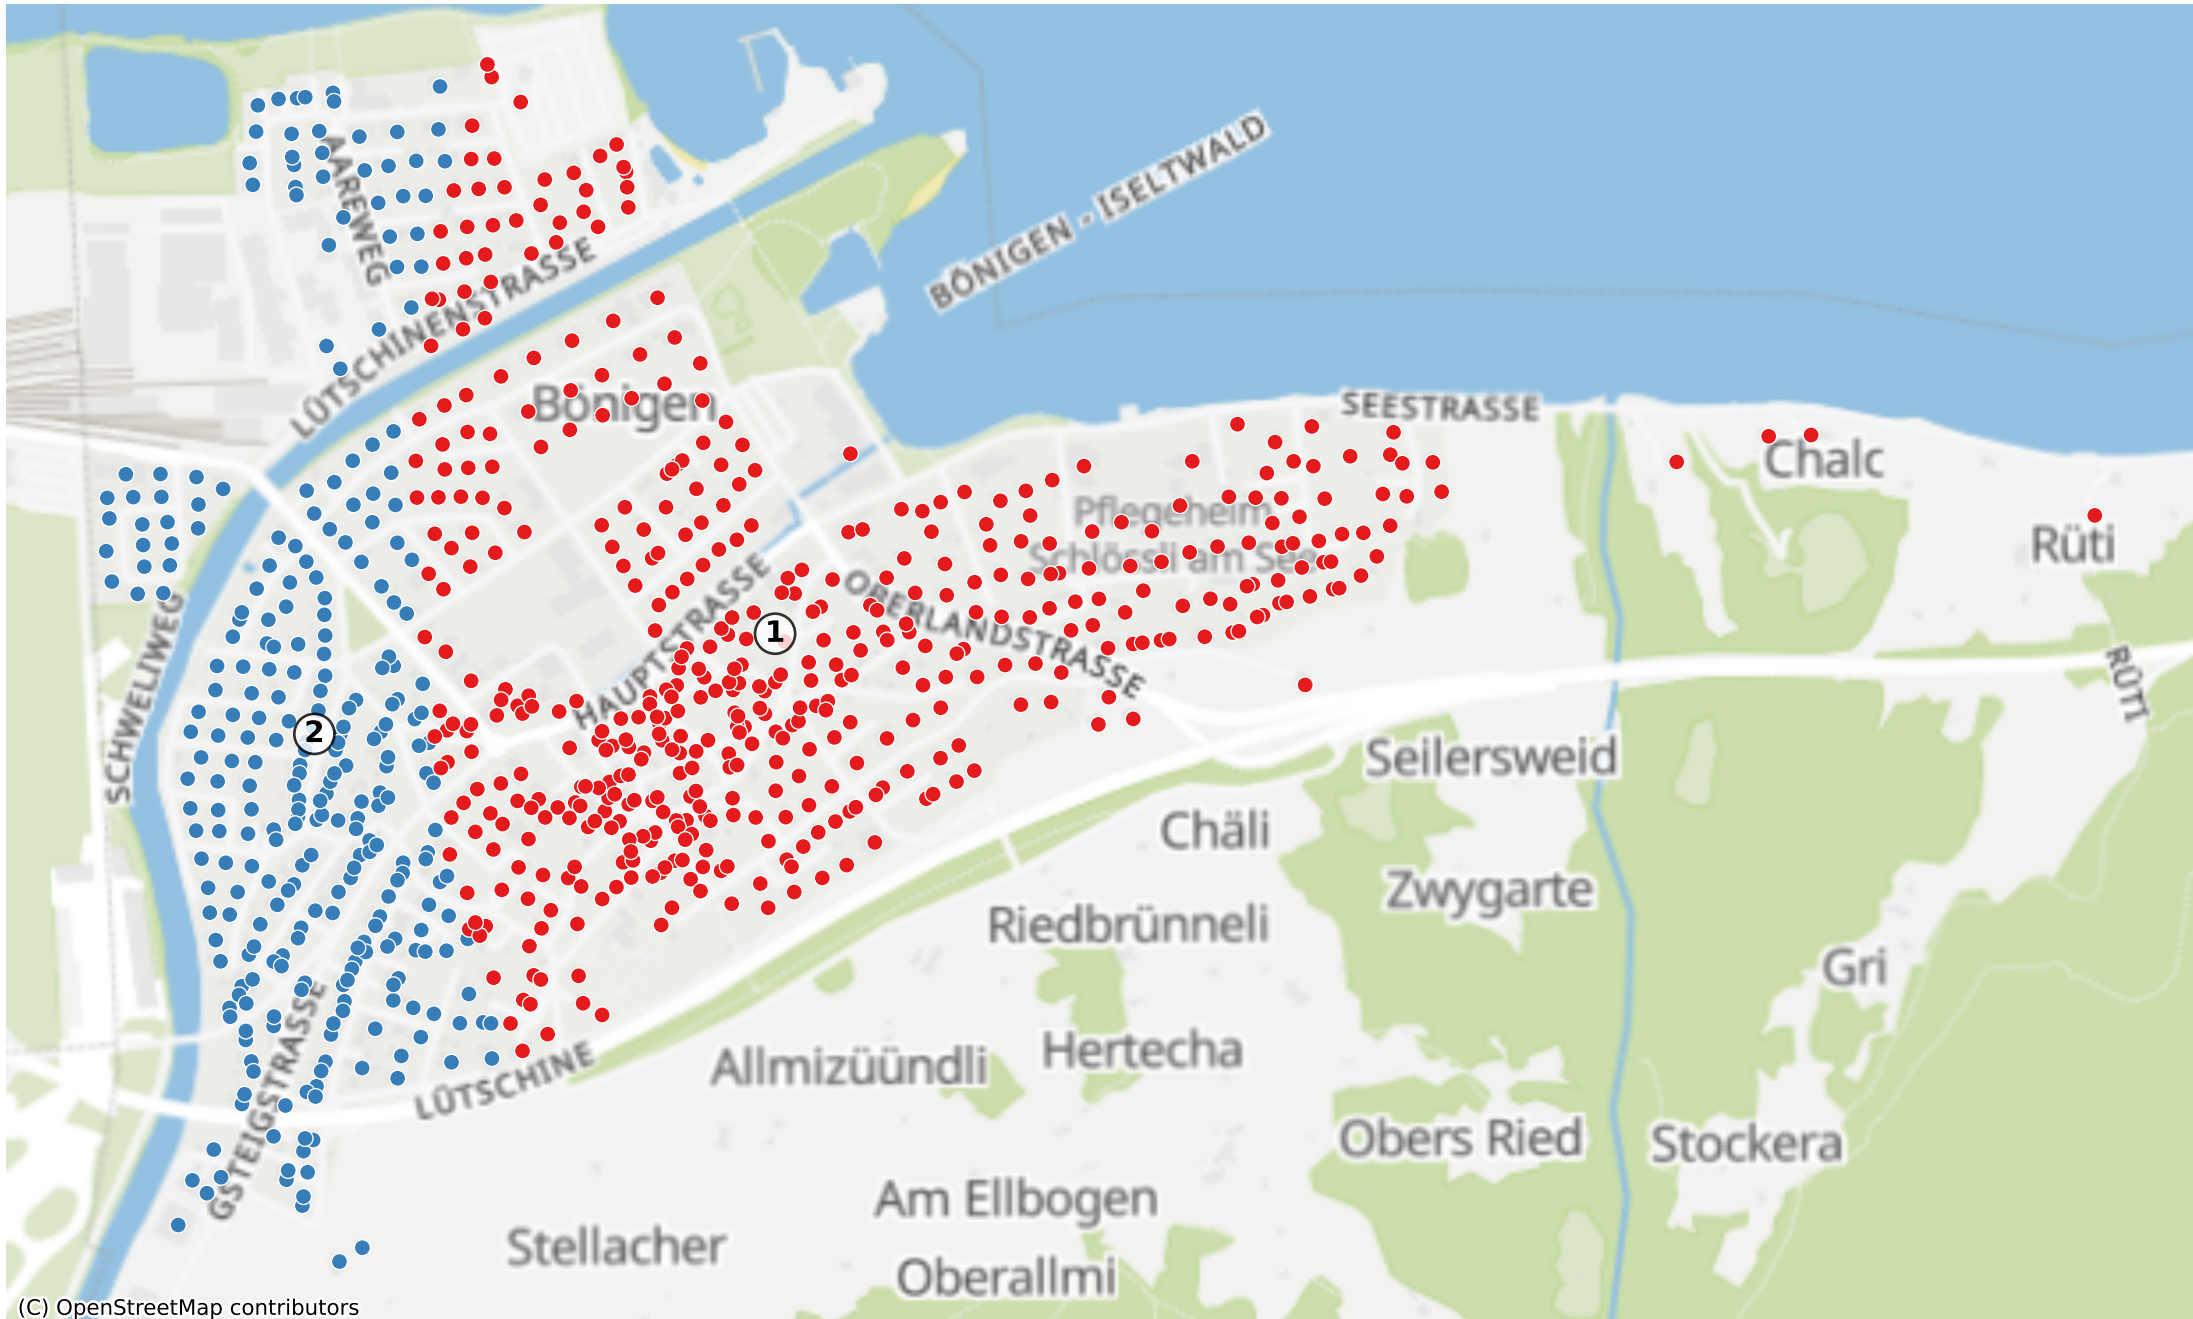 AAREWEG
BÖNIGEN - ISELTWALD
LÜTSCHINENSTRASSE
Bönigen
SEESTRASSE
Chalc
Pflegeheim
Schlössli am See
Rüti
HAUPTSTRASSE
OBERLANDSTRASSE
1
SCHWELIWEG
2
RÜTI
Seilersweid
Chäli
Zwygarte
Riedbrünneli
Gri
GSTEIGSTRASSE
LÜTSCHINE
Allmizüündli
Hertecha
Obers Ried
Stockera
Am Ellbogen
Stellacher
Oberallmi
(C) OpenStreetMap contributors